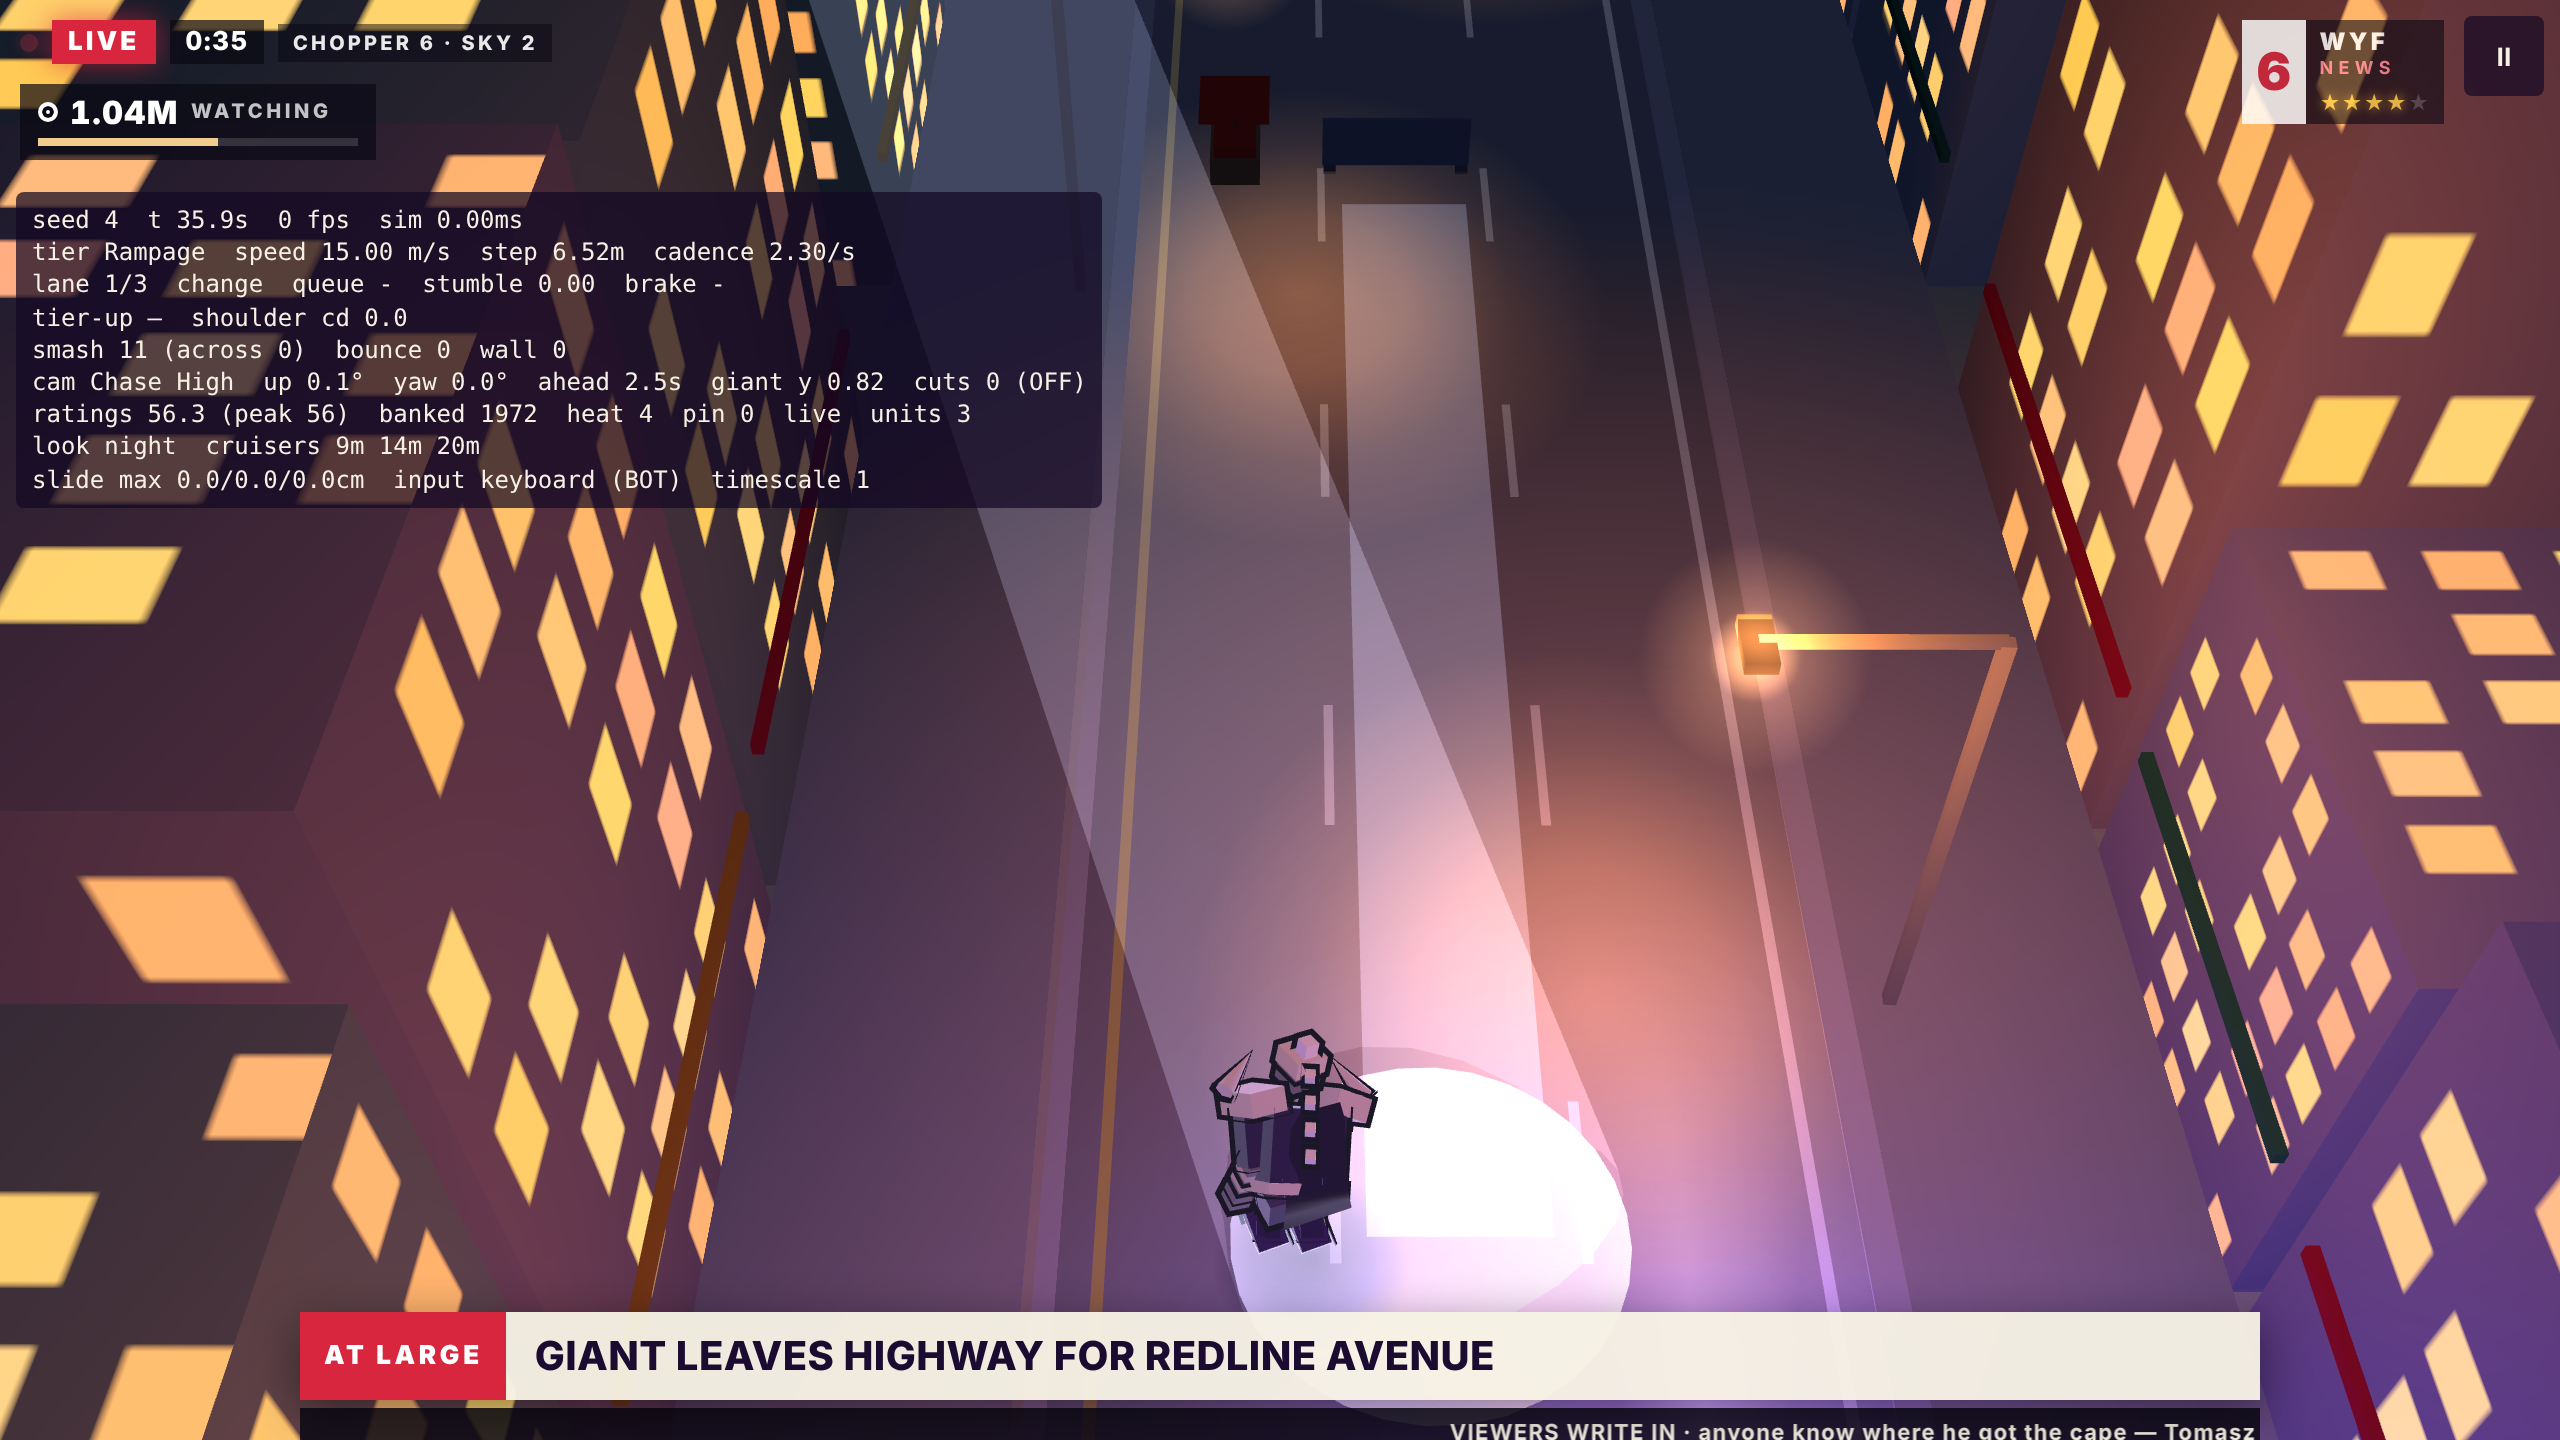 LIVE 0:35 CHOPPER 6 · SKY 2
1.04M WATCHING
6 WYF
NEWS
★★★★★
seed 4 t 35.9s 0 fps sim 0.00ms
tier Rampage speed 15.00 m/s step 6.52m cadence 2.30/s
lane 1/3 change queue - stumble 0.00 brake -
tier-up — shoulder cd 0.0
smash 11 (across 0) bounce 0 wall 0
cam Chase High up 0.1° yaw 0.0° ahead 2.5s giant y 0.82 cuts 0 (OFF)
ratings 56.3 (peak 56) banked 1972 heat 4 pin 0 live units 3
look night cruisers 9m 14m 20m
slide max 0.0/0.0/0.0cm input keyboard (BOT) timescale 1
AT LARGE GIANT LEAVES HIGHWAY FOR REDLINE AVENUE
VIEWERS WRITE IN · anyone know where he got the cape — Tomasz